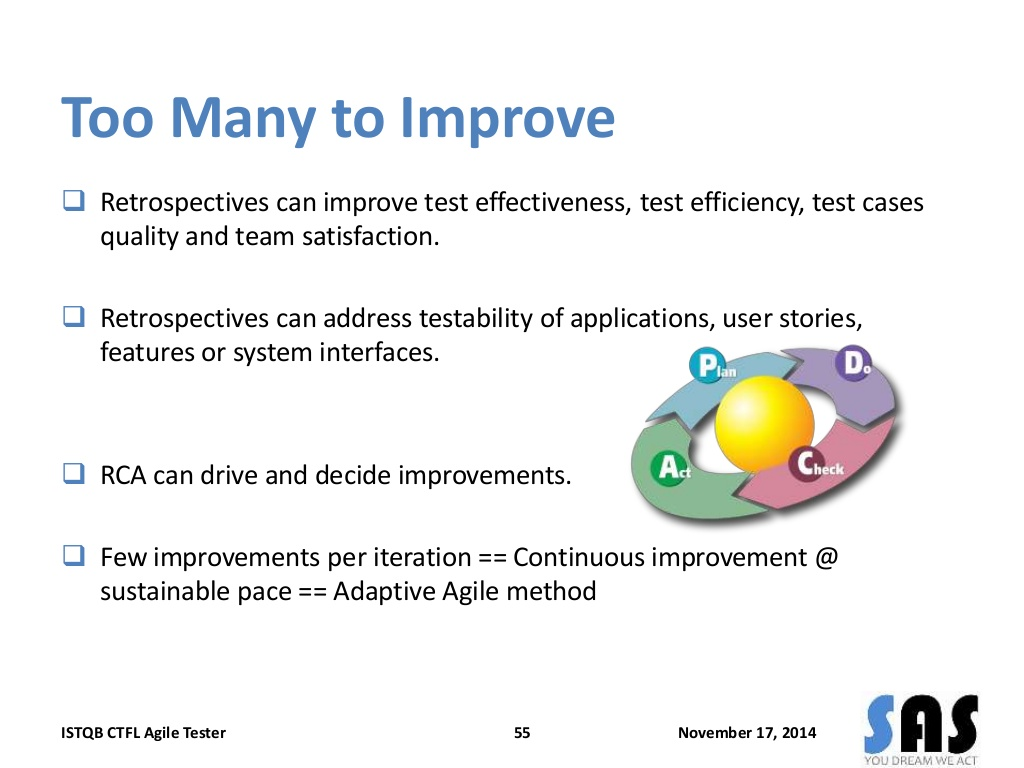 Too Many to Improve
❑ Retrospectives can improve test effectiveness, test efficiency, test cases
quality and team satisfaction.
❑ Retrospectives can address testability of applications, user stories,
features or system interfaces.
Plan
Do
Act
Check
❑ RCA can drive and decide improvements.
❑ Few improvements per iteration == Continuous improvement @
sustainable pace == Adaptive Agile method
ISTQB CTFL Agile Tester
55
November 17, 2014
SAS
YOU DREAM WE ACT